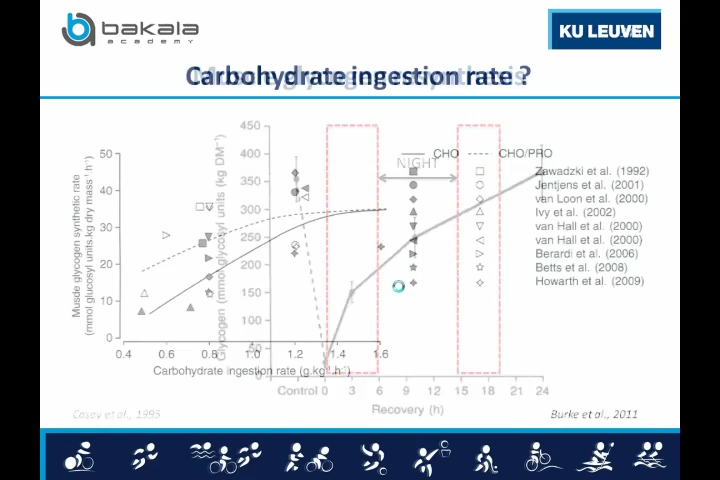 bakala
academy
KU LEUVEN
Carbohydrate ingestion rate ?
Muscle glycogen synthetic rate
(mmol glucosyl units.kg dry mass⁻¹.h⁻¹)
50
40
30
20
10
0
0.4
0.6
0.8
1.0
1.2
1.4
1.6
Carbohydrate ingestion rate (g.kg⁻¹.h⁻¹)
Glycogen (mmol glucosyl units (kg DM⁻¹)
450
400
350
300
250
200
150
50
0
Control 0 3 6 9 12 15 18 21 24
Recovery (h)
NIGHT
CHO
CHO/PRO
Zawadzki et al. (1992)
Jentjens et al. (2001)
van Loon et al. (2000)
Ivy et al. (2002)
van Hall et al. (2000)
van Hall et al. (2000)
Berardi et al. (2006)
Betts et al. (2008)
Howarth et al. (2009)
Casey et al., 1995
Burke et al., 2011